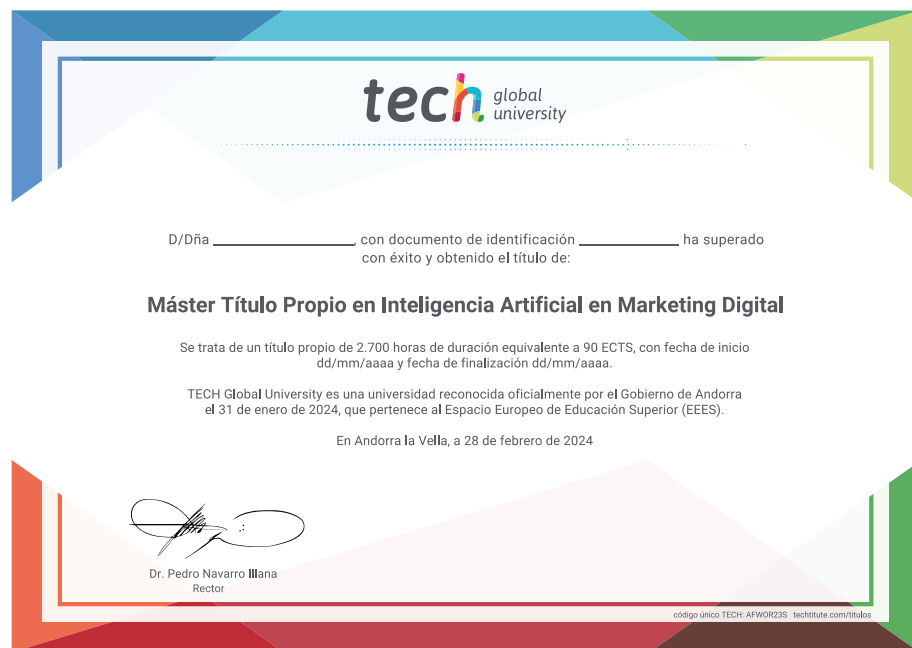 tech global
university
D/Dña ____________________, con documento de identificación ______________ ha superado
con éxito y obtenido el título de:
Máster Título Propio en Inteligencia Artificial en Marketing Digital
Se trata de un título propio de 2.700 horas de duración equivalente a 90 ECTS, con fecha de inicio
dd/mm/aaaa y fecha de finalización dd/mm/aaaa.
TECH Global University es una universidad reconocida oficialmente por el Gobierno de Andorra
el 31 de enero de 2024, que pertenece al Espacio Europeo de Educación Superior (EEES).
En Andorra la Vella, a 28 de febrero de 2024
Dr. Pedro Navarro Illana
Rector
código único TECH: AFWOR23S techtitute.com/titulos